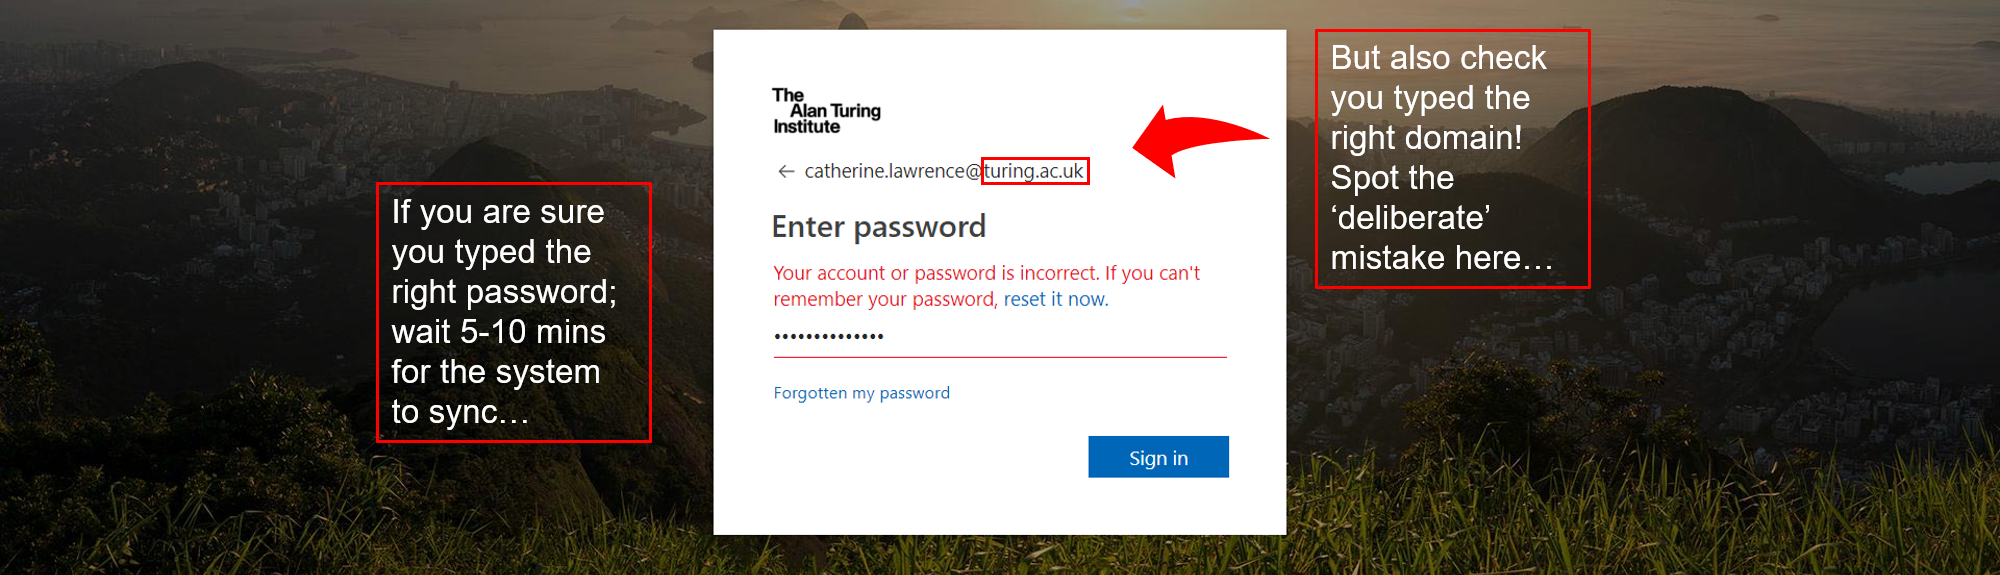 If you are sure
you typed the
right password;
wait 5-10 mins
for the system
to sync…
The
Alan Turing
Institute
catherine.lawrence@turing.ac.uk
Enter password
Your account or password is incorrect. If you can't
remember your password, reset it now.
••••••••••••••
Forgotten my password
Sign in
But also check
you typed the
right domain!
Spot the
‘deliberate’
mistake here…